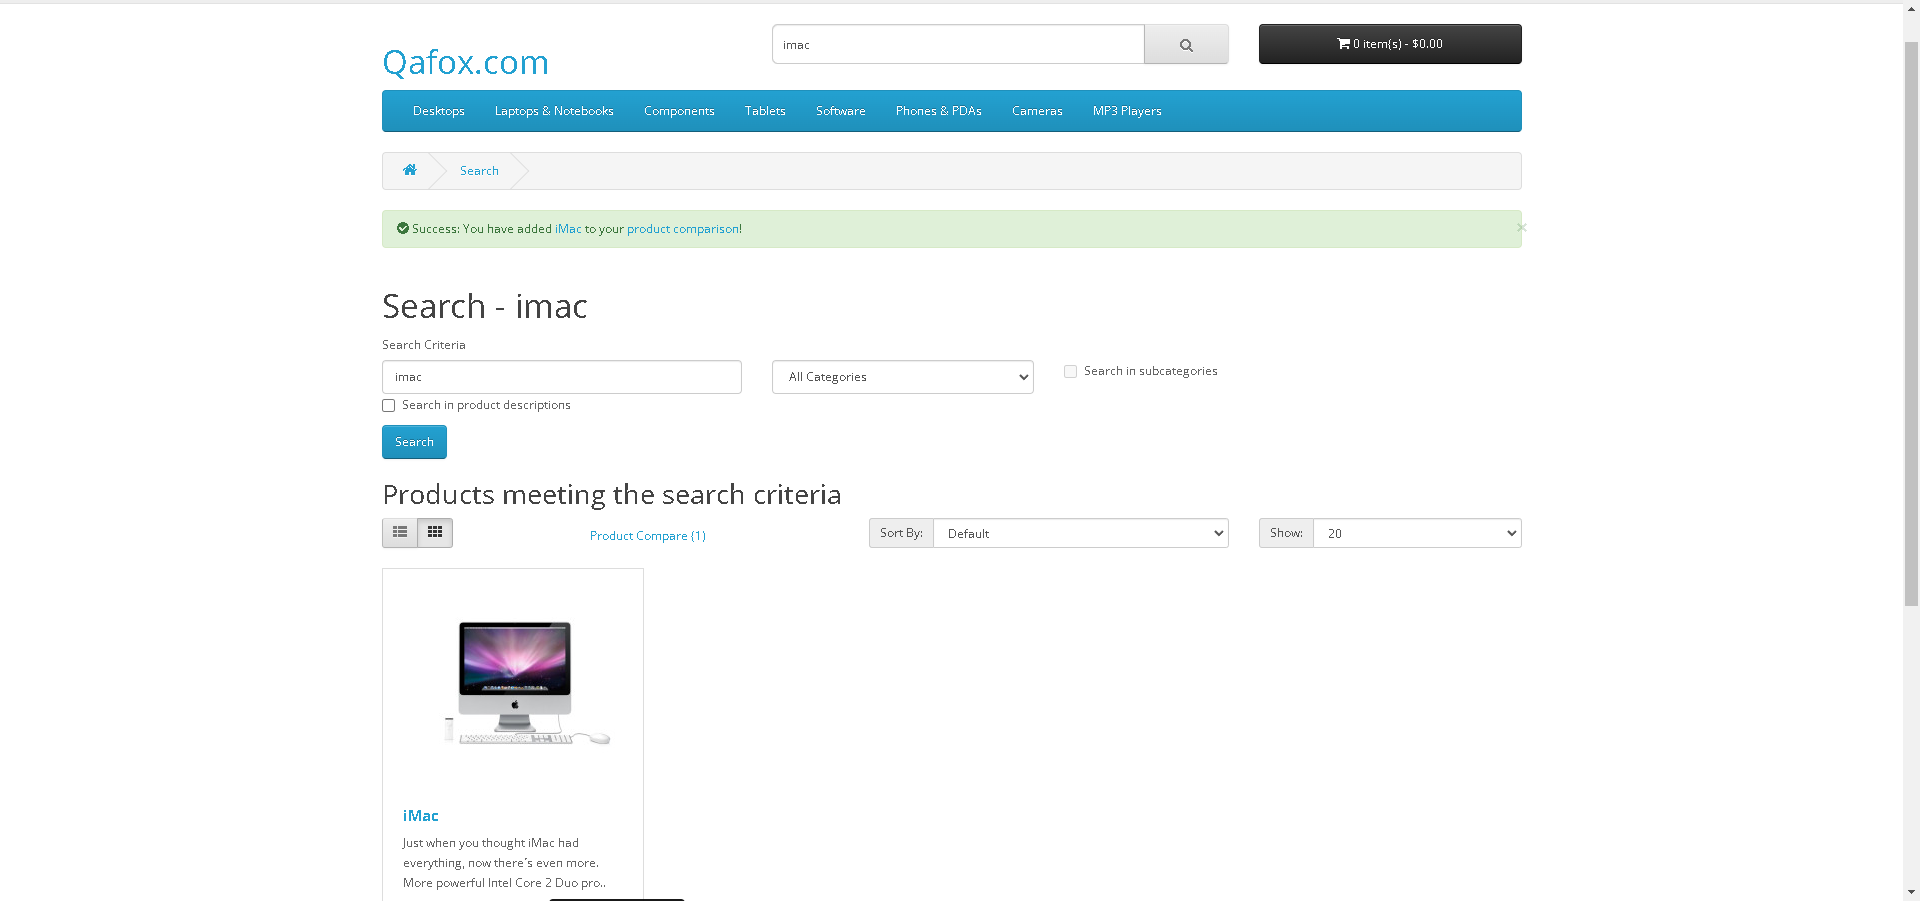 imac
0 item(s) - $0.00
Qafox.com
Desktops Laptops & Notebooks Components Tablets Software Phones & PDAs Cameras MP3 Players
Search
Success: You have added iMac to your product comparison!
×
Search - imac
Search Criteria
imac
All Categories
Search in subcategories
Search in product descriptions
Search
Products meeting the search criteria
Product Compare (1)
Sort By: Default
Show: 20
iMac
Just when you thought iMac had
everything, now there´s even more.
More powerful Intel Core 2 Duo pro..